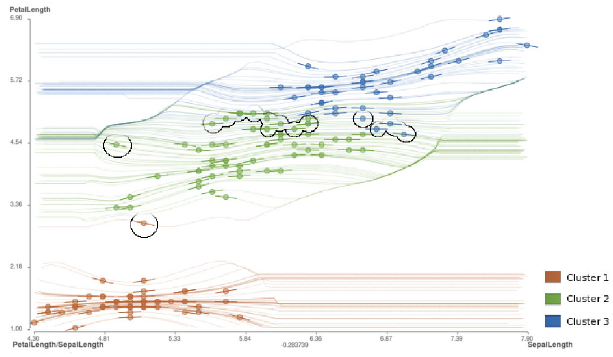 PetalLength
6.90
5.72
4.54
3.36
2.18
1.00
Cluster 1
Cluster 2
Cluster 3
4.30 4.81 5.33 5.84 6.36 6.87 7.39 7.90
PetalLength/SepalLength -0.283739 SepalLength